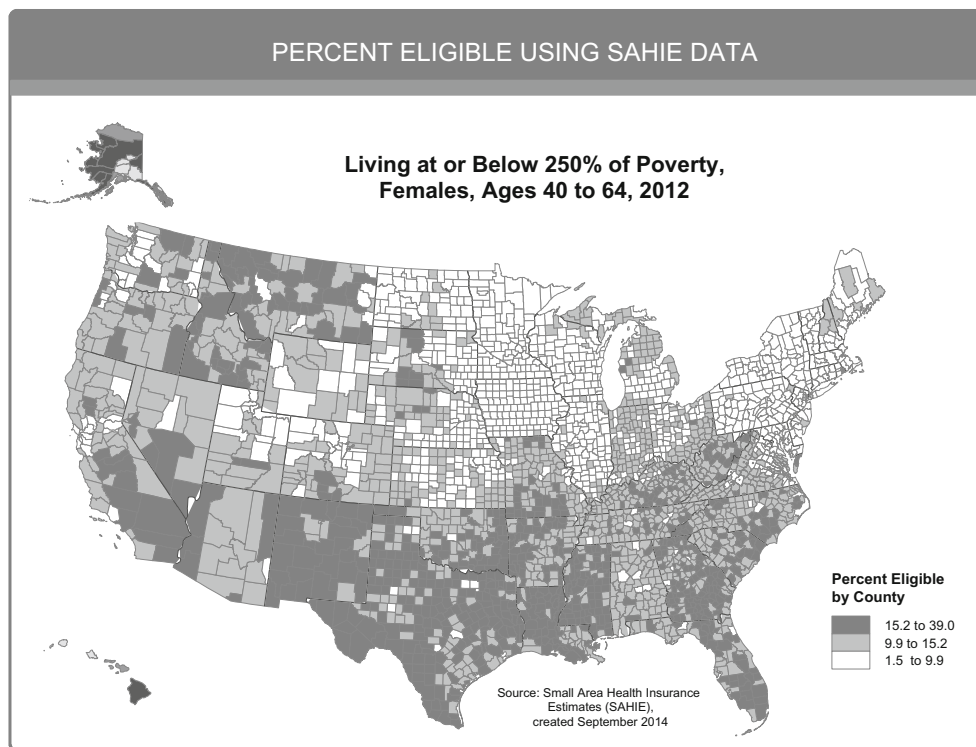 PERCENT ELIGIBLE USING SAHIE DATA
Living at or Below 250% of Poverty,
Females, Ages 40 to 64, 2012
Percent Eligible
by County
15.2 to 39.0
9.9 to 15.2
1.5 to 9.9
Source: Small Area Health Insurance
Estimates (SAHIE),
created September 2014